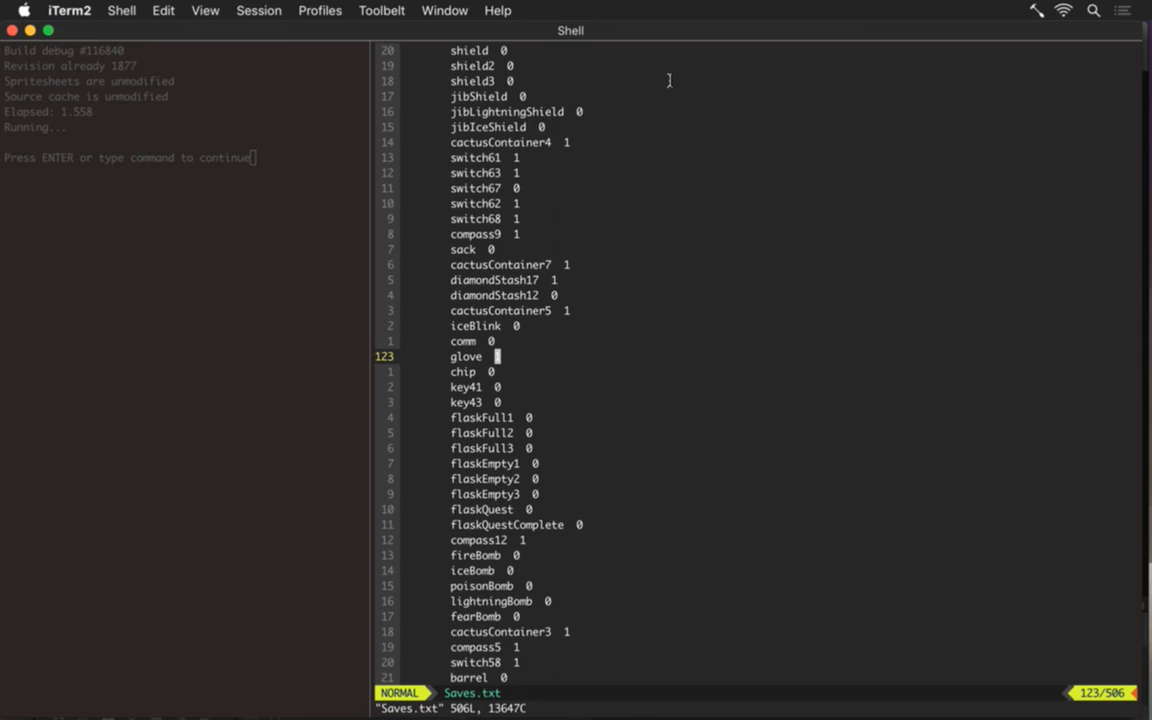 iTerm2 Shell Edit View Session Profiles Toolbelt Window Help
Shell
Build debug #116840
Revision already 1877
Spritesheets are unmodified
Source cache is unmodified
Elapsed: 1.558
Running...
Press ENTER or type command to continue
20 shield 0
19 shield2 0
18 shield3 0
17 jibShield 0
16 jibLightningShield 0
15 jibIceShield 0
14 cactusContainer4 1
13 switch61 1
12 switch63 1
11 switch67 0
10 switch62 1
9 switch68 1
8 compass9 1
7 sack 0
6 cactusContainer7 1
5 diamondStash17 1
4 diamondStash12 0
3 cactusContainer5 1
2 iceBlink 0
1 comm 0
123 glove
1 chip 0
2 key41 0
3 key43 0
4 flaskFull1 0
5 flaskFull2 0
6 flaskFull3 0
7 flaskEmpty1 0
8 flaskEmpty2 0
9 flaskEmpty3 0
10 flaskQuest 0
11 flaskQuestComplete 0
12 compass12 1
13 fireBomb 0
14 iceBomb 0
15 poisonBomb 0
16 lightningBomb 0
17 fearBomb 0
18 cactusContainer3 1
19 compass5 1
20 switch58 1
21 barrel 0
NORMAL Saves.txt 123/506
"Saves.txt" 506L, 13647C